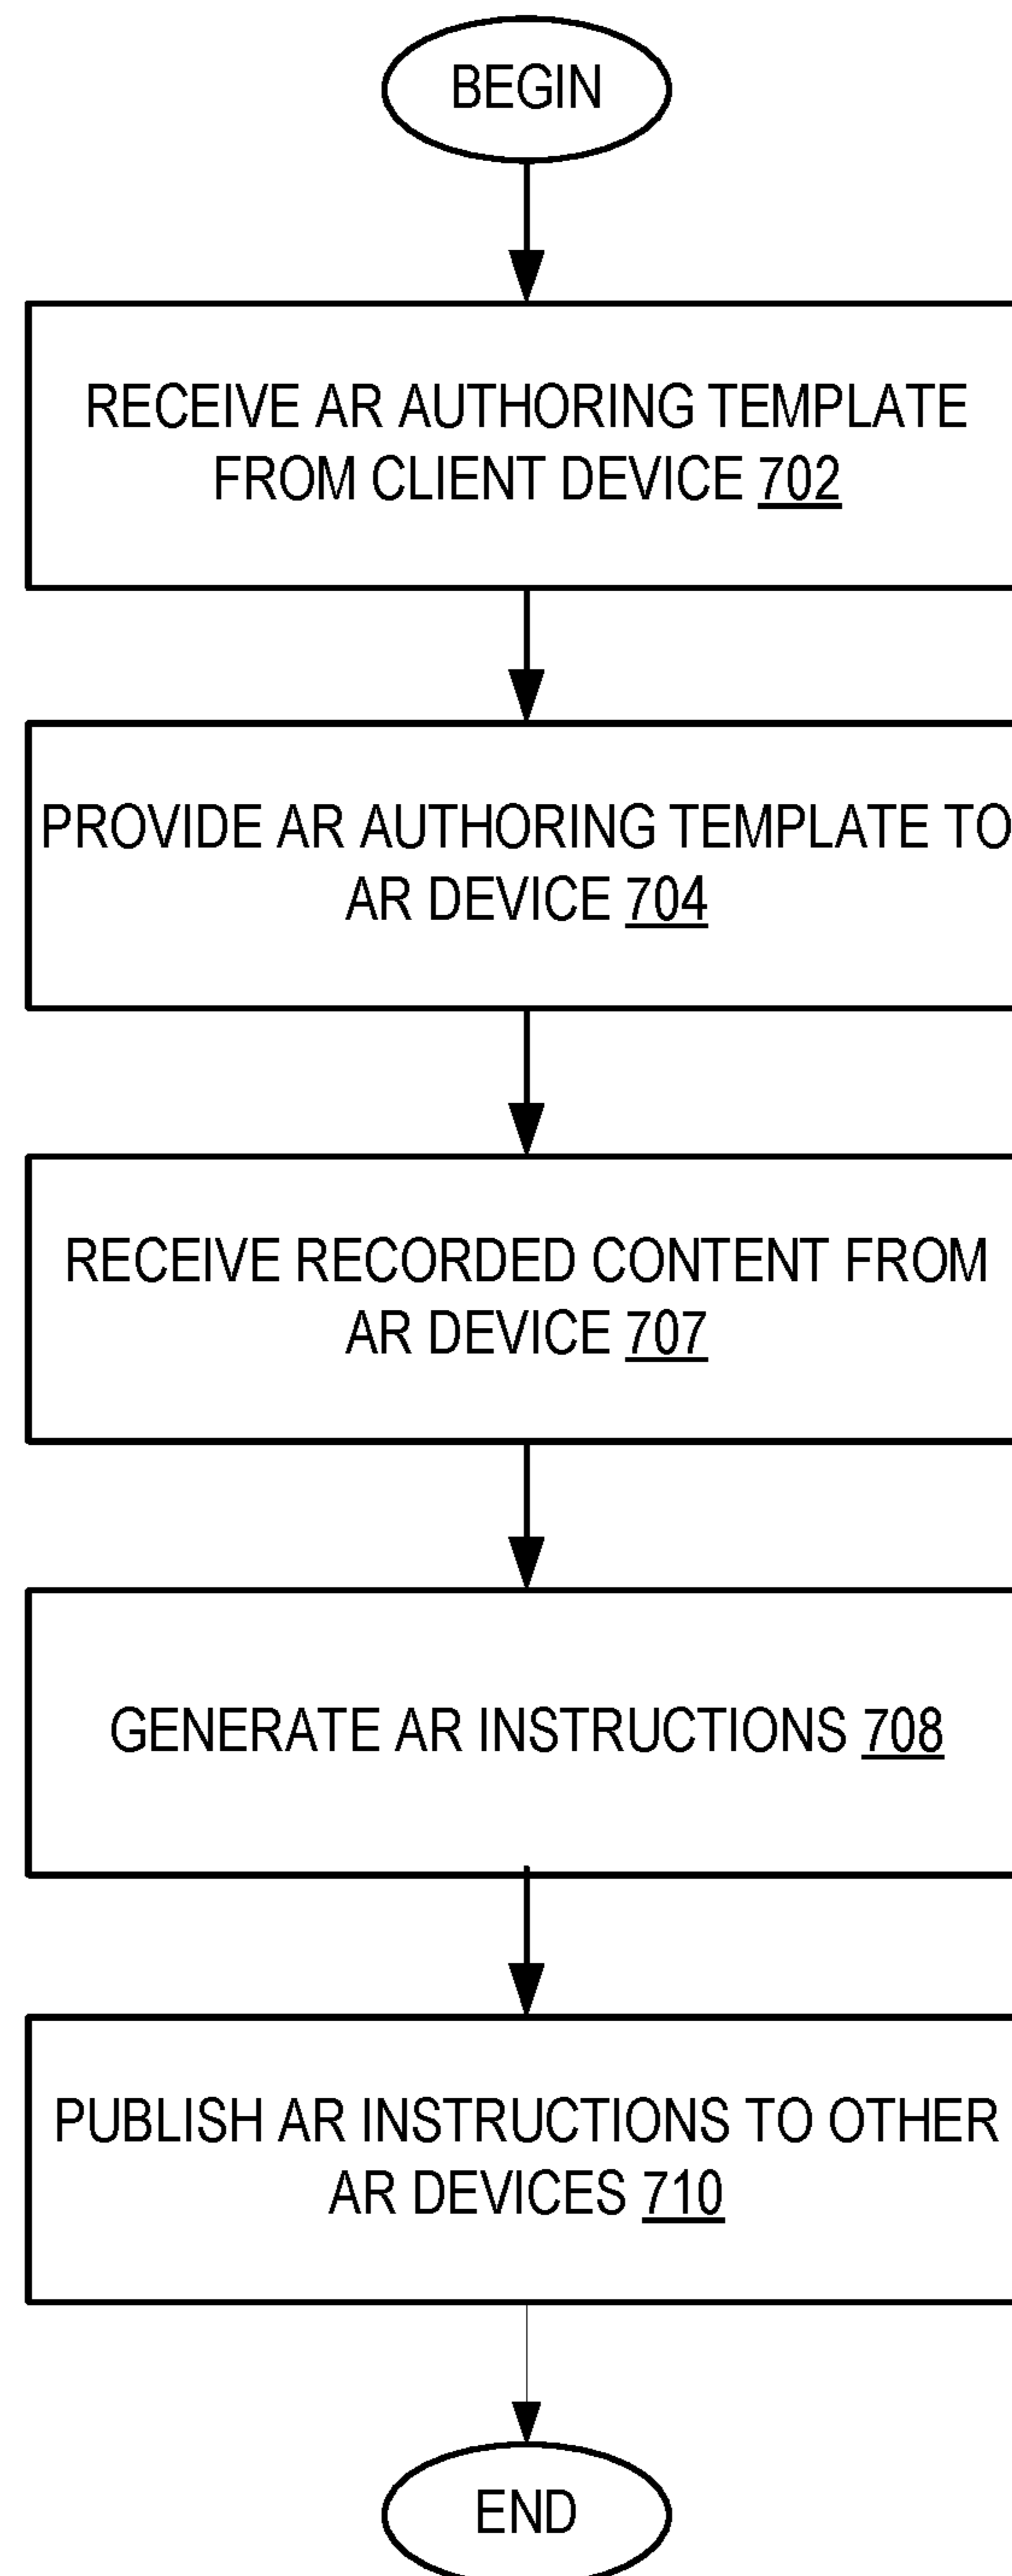 BEGIN
RECEIVE AR AUTHORING TEMPLATE
FROM CLIENT DEVICE 702
PROVIDE AR AUTHORING TEMPLATE TO
AR DEVICE 704
RECEIVE RECORDED CONTENT FROM
AR DEVICE 707
GENERATE AR INSTRUCTIONS 708
PUBLISH AR INSTRUCTIONS TO OTHER
AR DEVICES 710
END